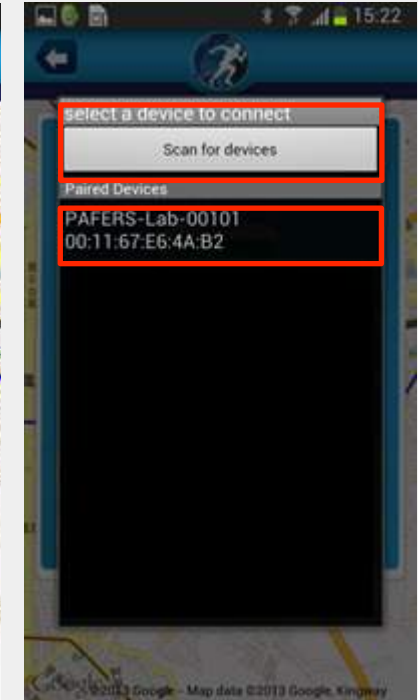 15:22
select a device to connect
Scan for devices
Paired Devices
PAFERS-Lab-00101
00:11:67:E6:4A:B2
Google
©2013 Google - Map data ©2013 Google, Kingway